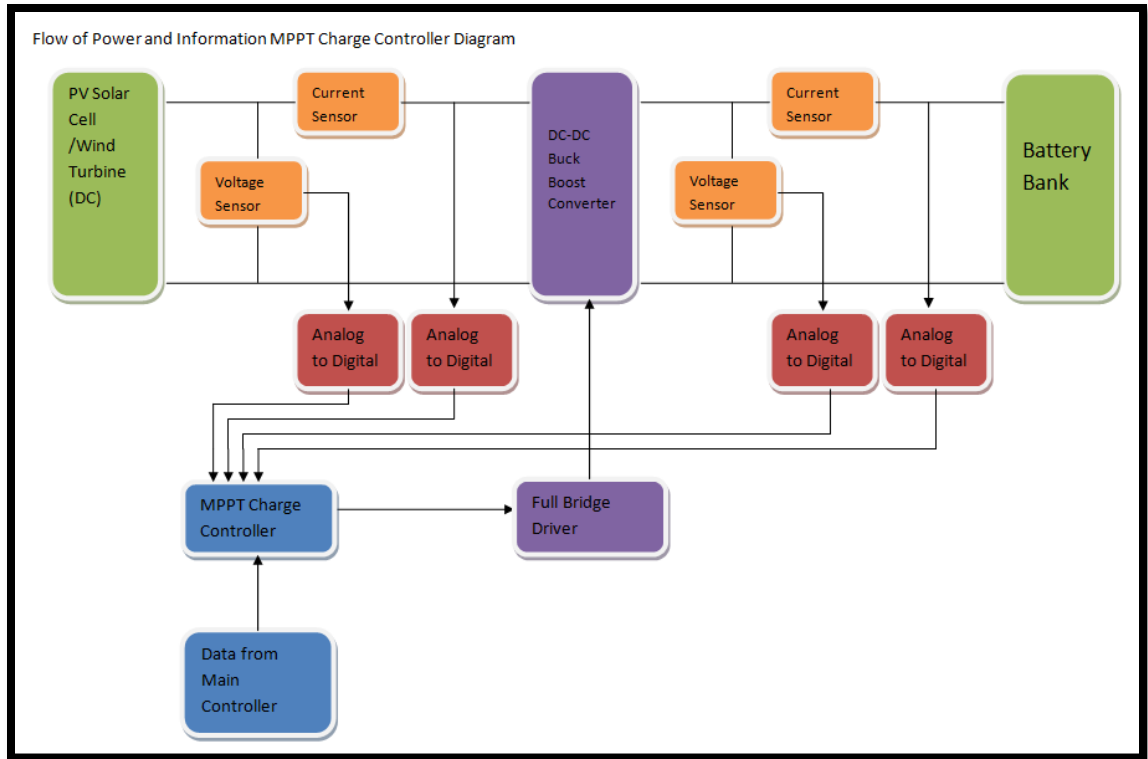 Flow of Power and Information MPPT Charge Controller Diagram
PV Solar
Cell
/Wind
Turbine
(DC)
Current
Sensor
Voltage
Sensor
DC-DC
Buck
Boost
Converter
Current
Sensor
Voltage
Sensor
Battery
Bank
Analog
to Digital
Analog
to Digital
Analog
to Digital
Analog
to Digital
MPPT Charge
Controller
Full Bridge
Driver
Data from
Main
Controller